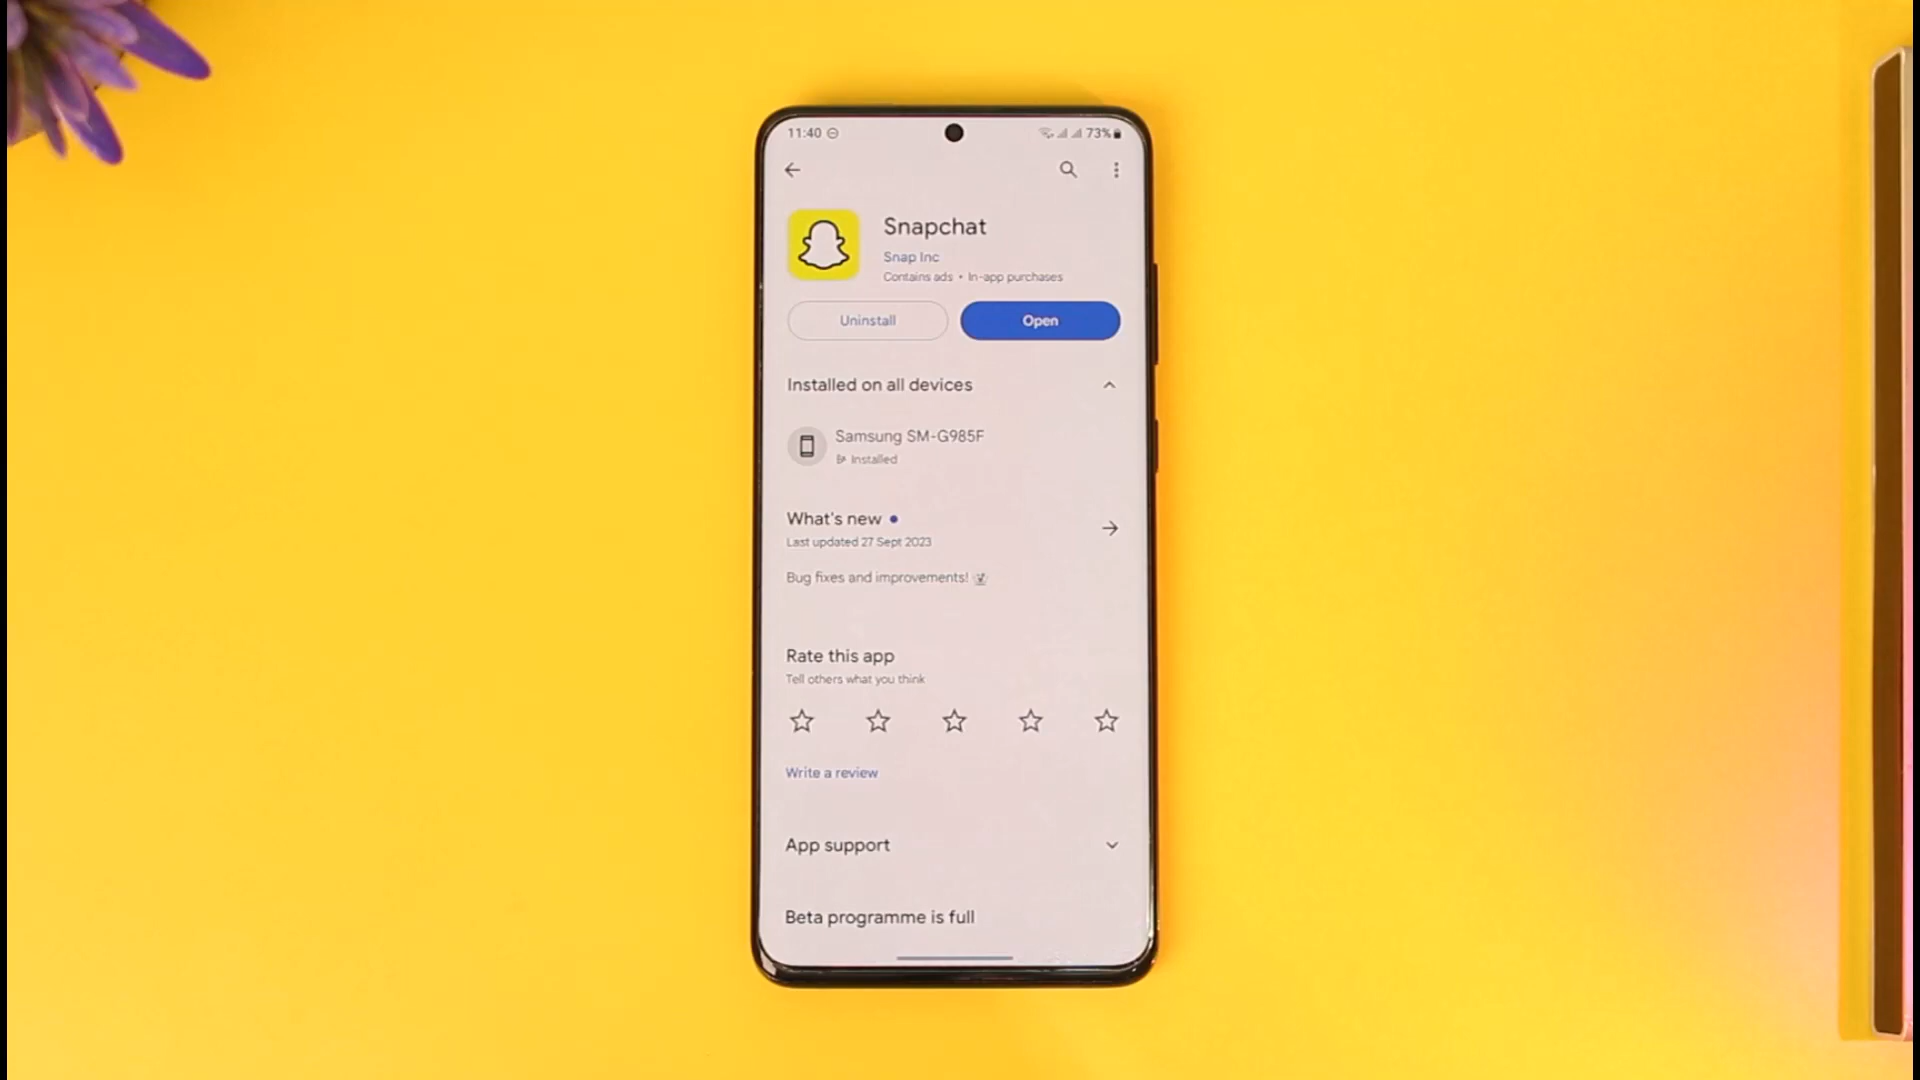 11:40 73%
Snapchat
Snap Inc
Contains ads • In-app purchases
Uninstall Open
Installed on all devices
Samsung SM-G985F
Installed
What's new •
Last updated 27 Sept 2023
Bug fixes and improvements!
Rate this app
Tell others what you think
Write a review
App support
Beta programme is full